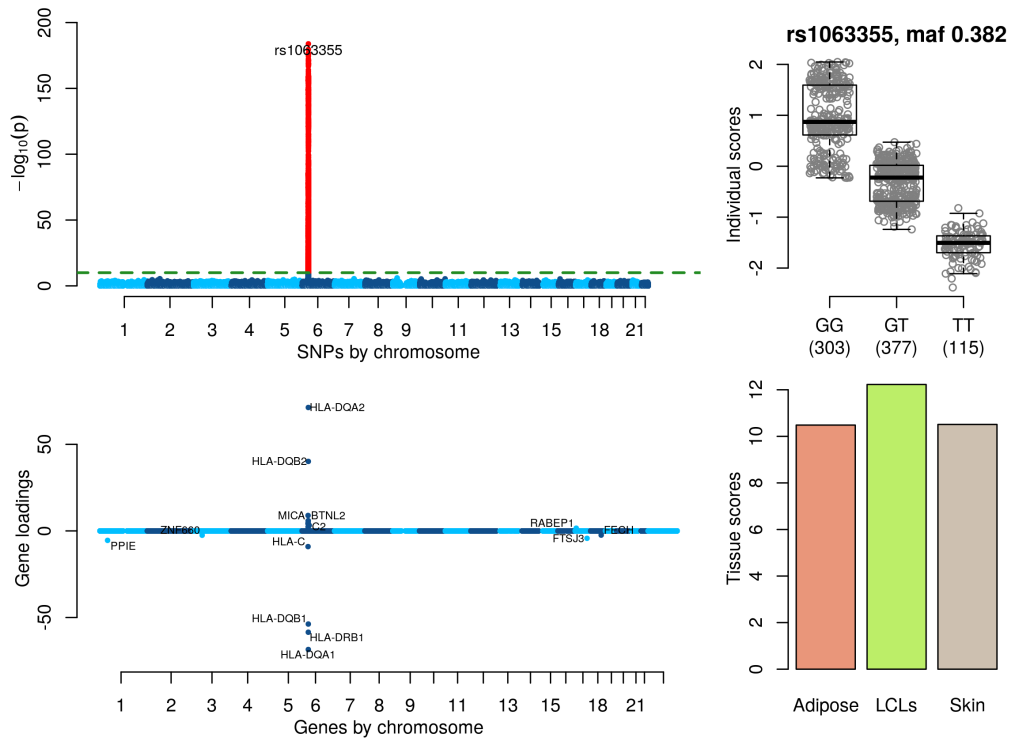 200
150
100
50
0
−log10(p)
rs1063355
1 2 3 4 5 6 7 8 9 11 13 15 18 21
SNPs by chromosome
rs1063355, maf 0.382
2
1
0
-1
-2
Individual scores
GG GT TT
(303) (377) (115)
50
0
-50
Gene loadings
HLA-DQA2
HLA-DQB2
MICA BTNL2
C2
HLA-C
ZNF660
PPIE
RABEP1
FECH
FTSJ3
HLA-DQB1
HLA-DRB1
HLA-DQA1
1 2 3 4 5 6 7 8 9 11 13 15 18 21
Genes by chromosome
12
10
8
6
4
2
0
Tissue scores
Adipose LCLs Skin